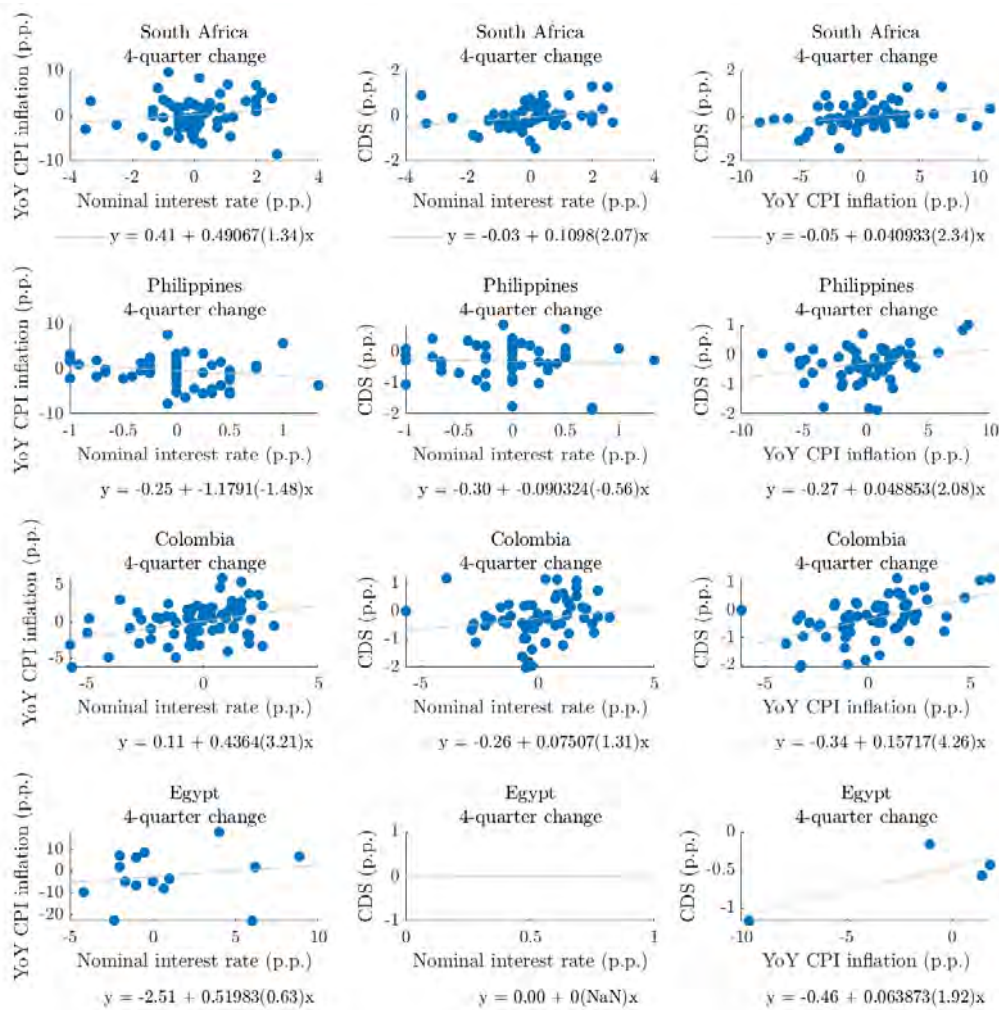 South Africa
4-quarter change
YoY CPI inflation (p.p.)
10
0
-10
-4
-2
0
2
4
Nominal interest rate (p.p.)
y = 0.41 + 0.49067(1.34)x
South Africa
4-quarter change
CDS (p.p.)
2
0
-2
-4
-2
0
2
4
Nominal interest rate (p.p.)
y = -0.03 + 0.1098(2.07)x
South Africa
4-quarter change
CDS (p.p.)
2
0
-2
-10
-5
0
5
10
YoY CPI inflation (p.p.)
y = -0.05 + 0.040933(2.34)x
Philippines
4-quarter change
YoY CPI inflation (p.p.)
10
0
-10
-1
-0.5
0
0.5
1
Nominal interest rate (p.p.)
y = -0.25 + -1.1791(-1.48)x
Philippines
4-quarter change
CDS (p.p.)
0
-2
-1
-0.5
0
0.5
1
Nominal interest rate (p.p.)
y = -0.30 + -0.090324(-0.56)x
Philippines
4-quarter change
CDS (p.p.)
1
0
-1
-2
-10
-5
0
5
10
YoY CPI inflation (p.p.)
y = -0.27 + 0.048853(2.08)x
Colombia
4-quarter change
YoY CPI inflation (p.p.)
5
0
-5
-5
0
5
Nominal interest rate (p.p.)
y = 0.11 + 0.4364(3.21)x
Colombia
4-quarter change
CDS (p.p.)
1
0
-1
-2
-5
0
5
Nominal interest rate (p.p.)
y = -0.26 + 0.07507(1.31)x
Colombia
4-quarter change
CDS (p.p.)
1
0
-1
-2
-5
0
5
YoY CPI inflation (p.p.)
y = -0.34 + 0.15717(4.26)x
Egypt
4-quarter change
YoY CPI inflation (p.p.)
10
0
-10
-20
-5
0
5
10
Nominal interest rate (p.p.)
y = -2.51 + 0.51983(0.63)x
Egypt
4-quarter change
CDS (p.p.)
1
0
-1
0
1
Nominal interest rate (p.p.)
y = 0.00 + 0(NaN)x
Egypt
4-quarter change
CDS (p.p.)
0
-0.5
-1
-10
-5
0
YoY CPI inflation (p.p.)
y = -0.46 + 0.063873(1.92)x